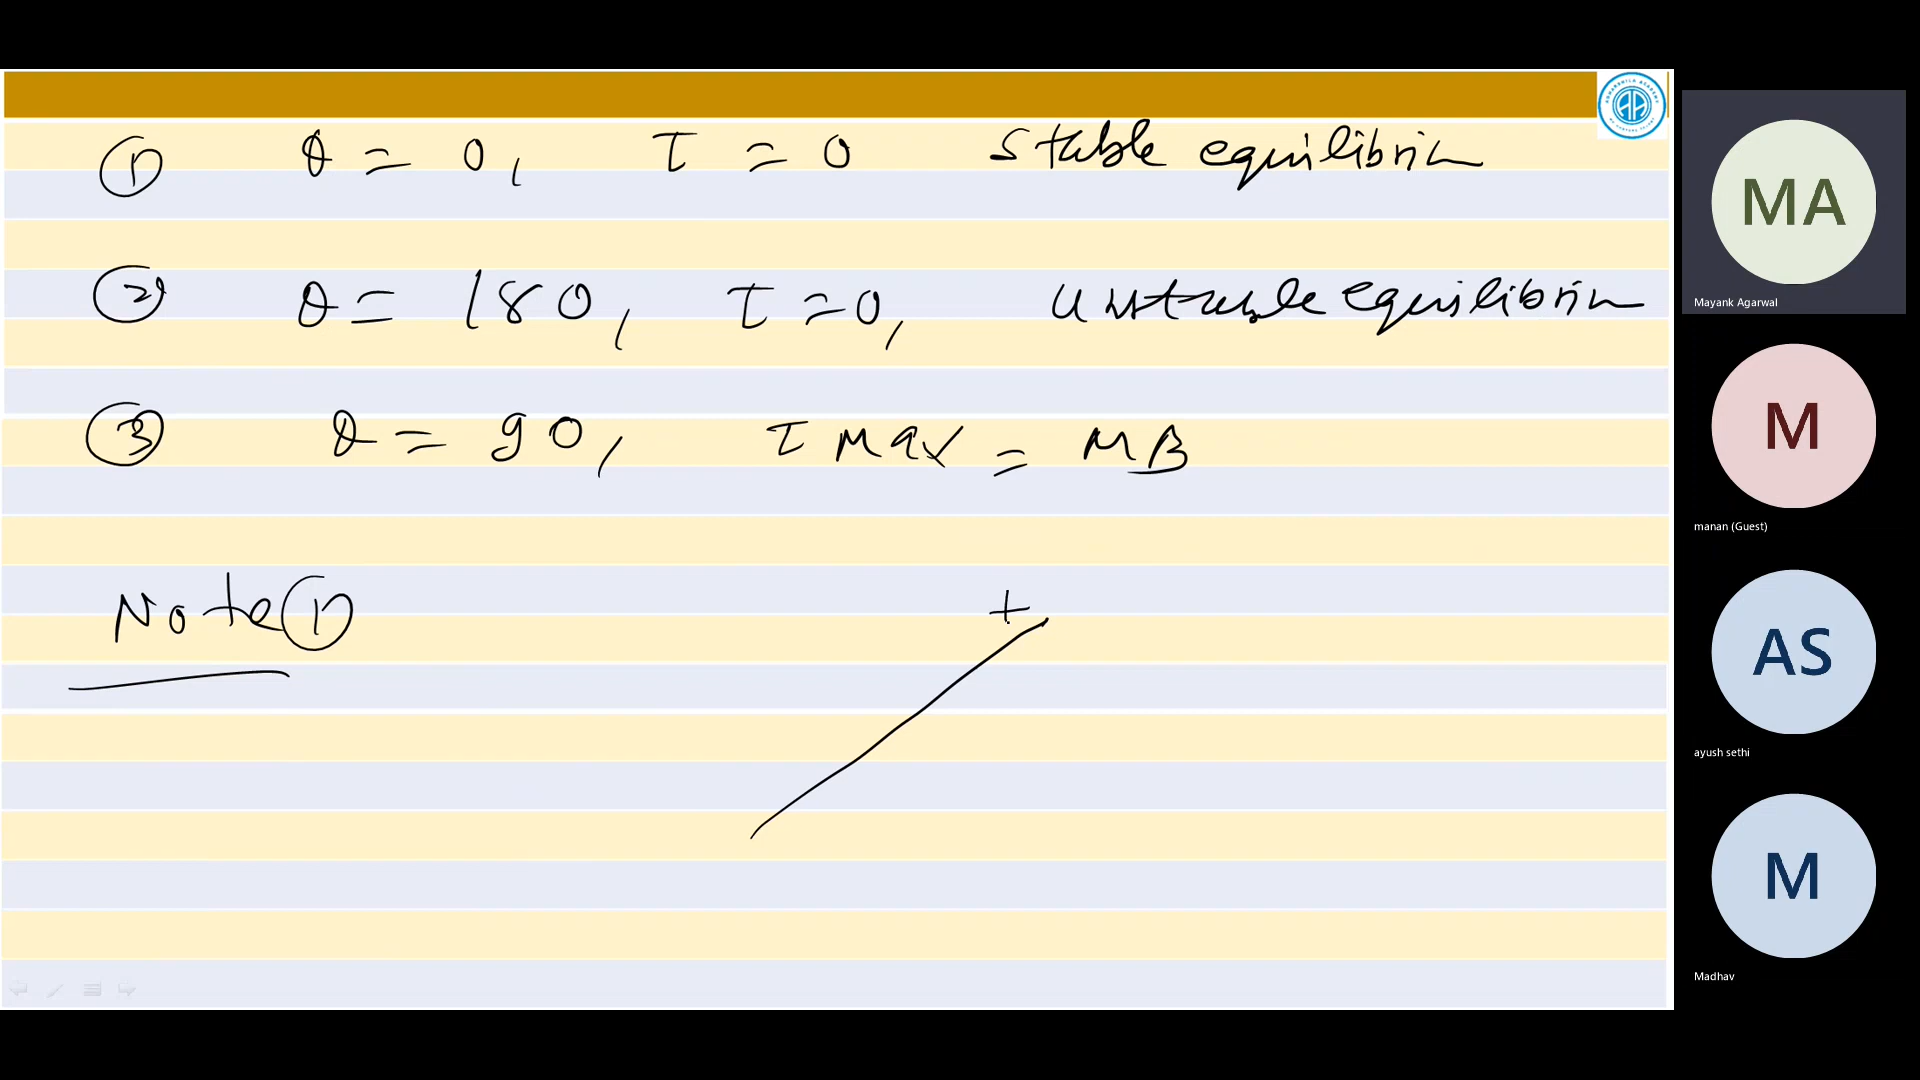 ① θ = 0, τ = 0 stable equilibrium
② θ = 180, τ = 0, unstable equilibrium
③ θ = 90, τ max = MB
Note ①
+
MA
Mayank Agarwal
M
manan (Guest)
AS
ayush sethi
M
Madhav